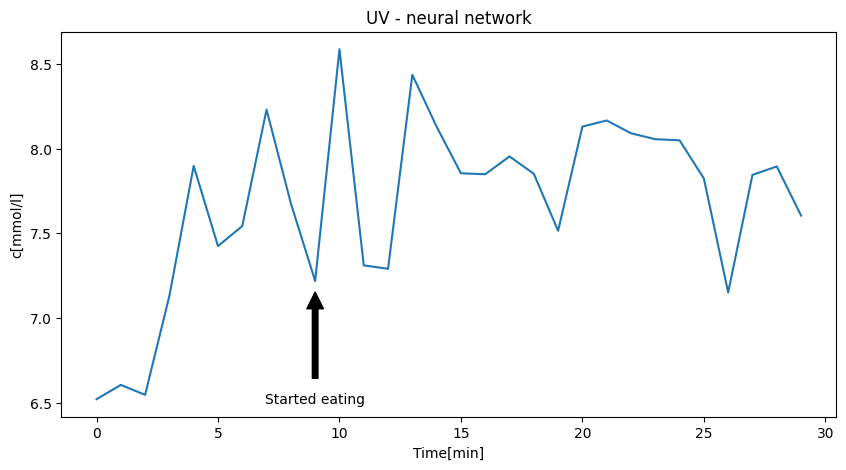 UV - neural network
8.5
8.0
7.5
7.0
6.5
c[mmol/l]
Started eating
0 5 10 15 20 25 30
Time[min]